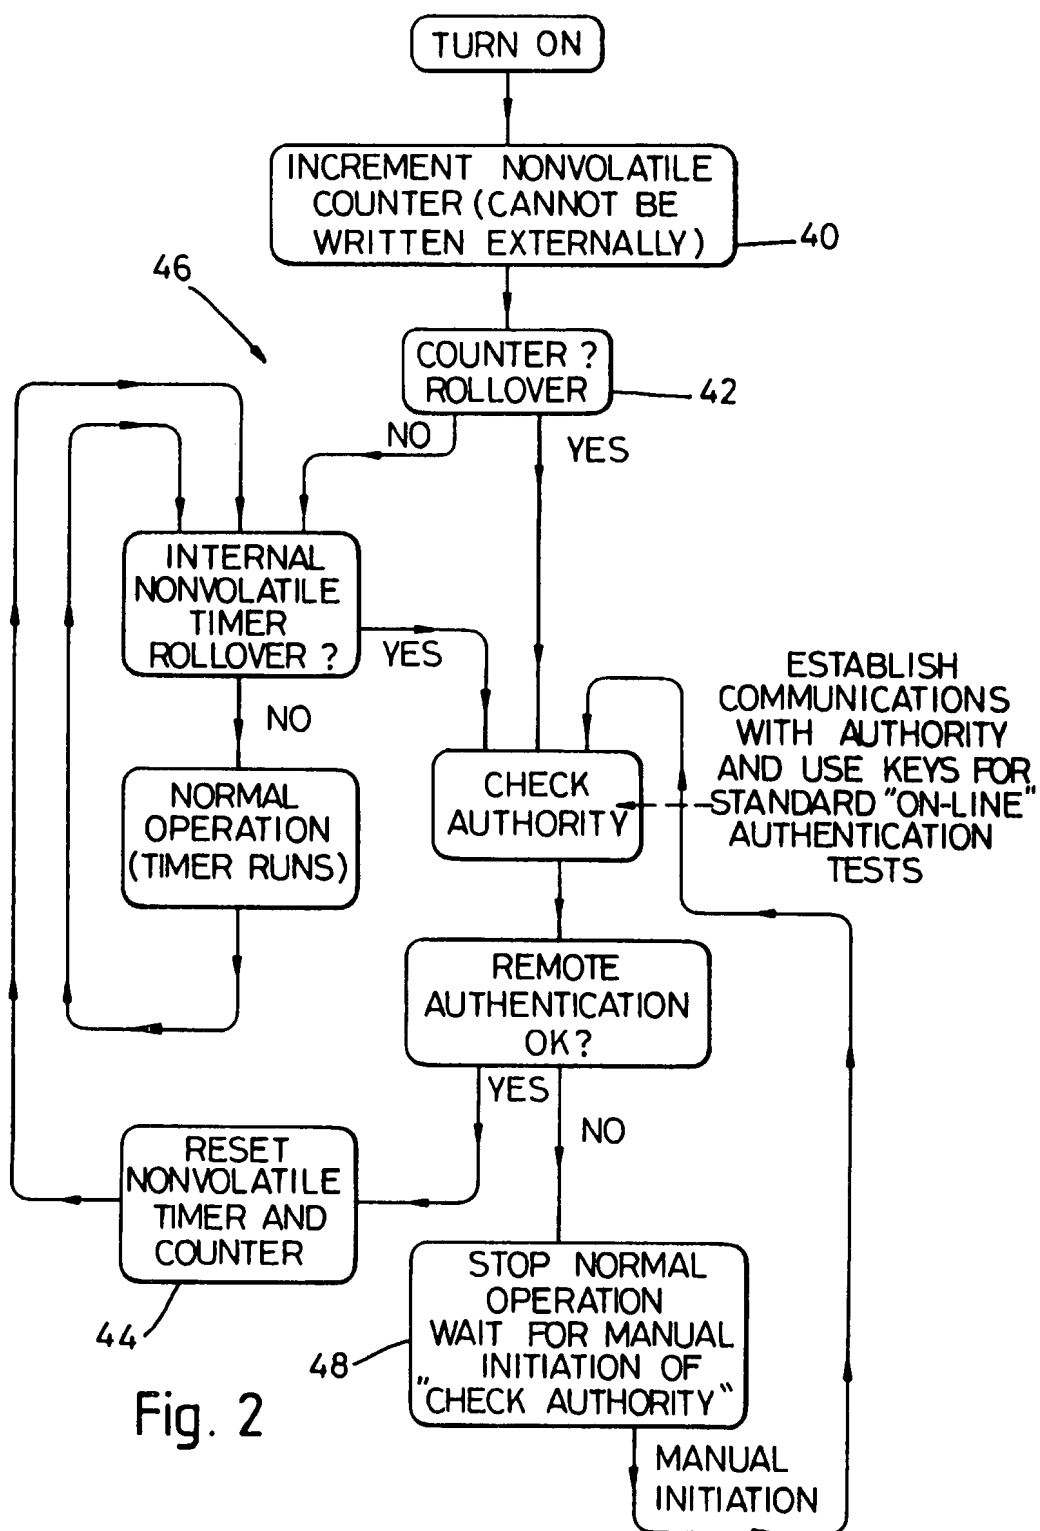 TURN ON
INCREMENT NONVOLATILE
COUNTER (CANNOT BE
WRITTEN EXTERNALLY)
40
46
COUNTER ?
ROLLOVER
42
NO
YES
INTERNAL
NONVOLATILE
TIMER
ROLLOVER ?
YES
NO
ESTABLISH
COMMUNICATIONS
WITH AUTHORITY
AND USE KEYS FOR
STANDARD "ON-LINE"
AUTHENTICATION
TESTS
CHECK
AUTHORITY
NORMAL
OPERATION
(TIMER RUNS)
REMOTE
AUTHENTICATION
OK?
YES
NO
RESET
NONVOLATILE
TIMER AND
COUNTER
44
STOP NORMAL
OPERATION
WAIT FOR MANUAL
INITIATION OF
"CHECK AUTHORITY"
48
Fig. 2
MANUAL
INITIATION